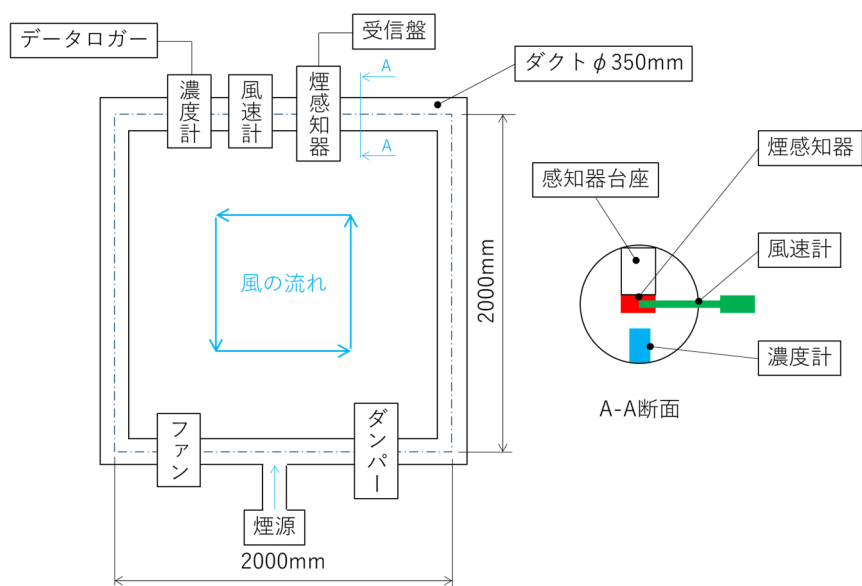 受信盤
データロガー
ダクトφ350mm
濃度計
風速計
煙感知器
A
A
煙感知器
感知器台座
風速計
風の流れ
2000mm
濃度計
A-A断面
ファン
ダンパー
煙源
2000mm